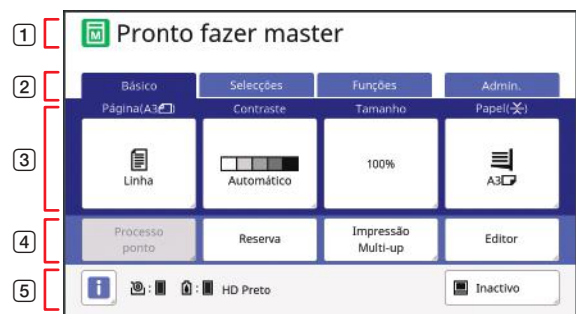 1
M Pronto fazer master
2
Básico Selecções Funções Admin.
Página(A3) Contraste Tamanho Papel()
3
Linha Automático 100% A3
4
Processo ponto Reserva Impressão Multi-up Editor
5
i : : HD Preto Inactivo